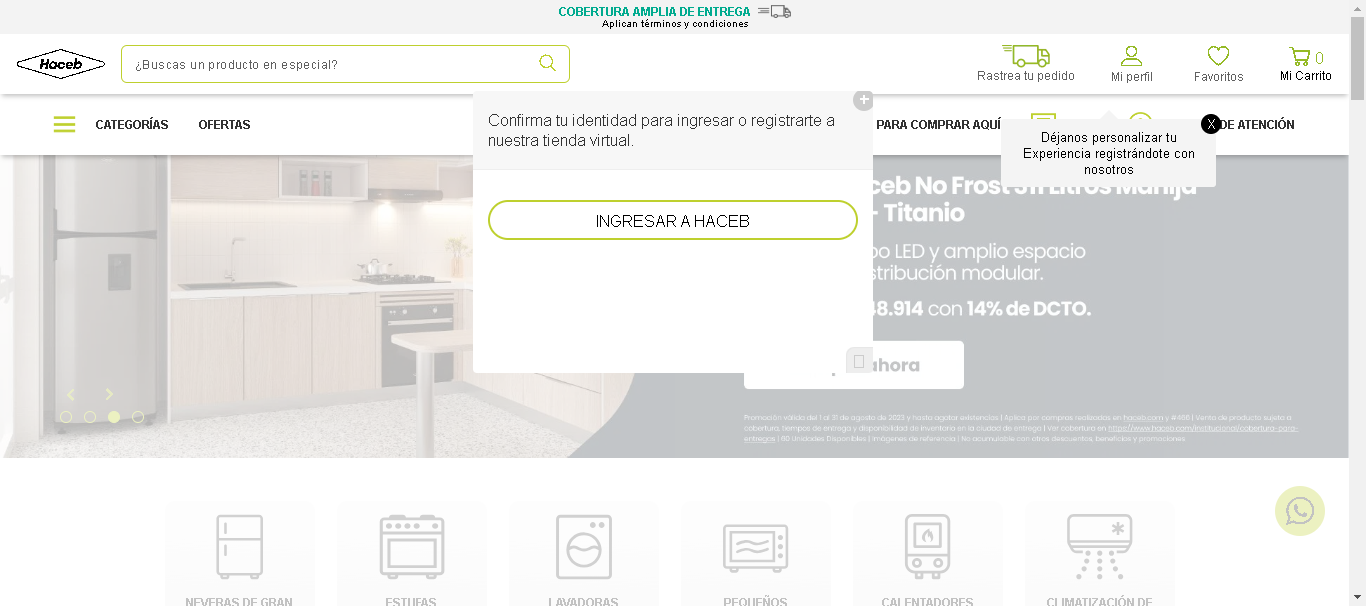 COBERTURA AMPLIA DE ENTREGA
Aplican términos y condiciones
Haceb
¿Buscas un producto en especial?
Rastrea tu pedido
Mi perfil
Favoritos
0
Mi Carrito
CATEGORÍAS
OFERTAS
PARA COMPRAR AQUÍ
DE ATENCIÓN
X
Déjanos personalizar tu
Experiencia registrándote con
nosotros
Confirma tu identidad para ingresar o registrarte a
nuestra tienda virtual.
INGRESAR A HACEB
No Frost Litros Manija
- Titanio
LED y amplio espacio
modular.
con 14% de DCTO.
ahora
Promoción válida del 1 al 31 de agosto de 2023 y hasta agotar existencias | Aplica por compras realizadas en haceb.com y #466 | Venta de producto sujeto a
cobertura, tiempos de entrega y disponibilidad de inventario en la ciudad de entrega | Ver cobertura en https://www.haceb.com/institucional/cobertura-para-
entregas | 60 Unidades Disponibles | Imágenes de referencia | No acumulable con otros descuentos, beneficios y promociones.
NEVERAS DE GRAN
ESTUFAS
LAVADORAS
PEQUEÑOS
CALENTADORES
CLIMATIZACIÓN DE